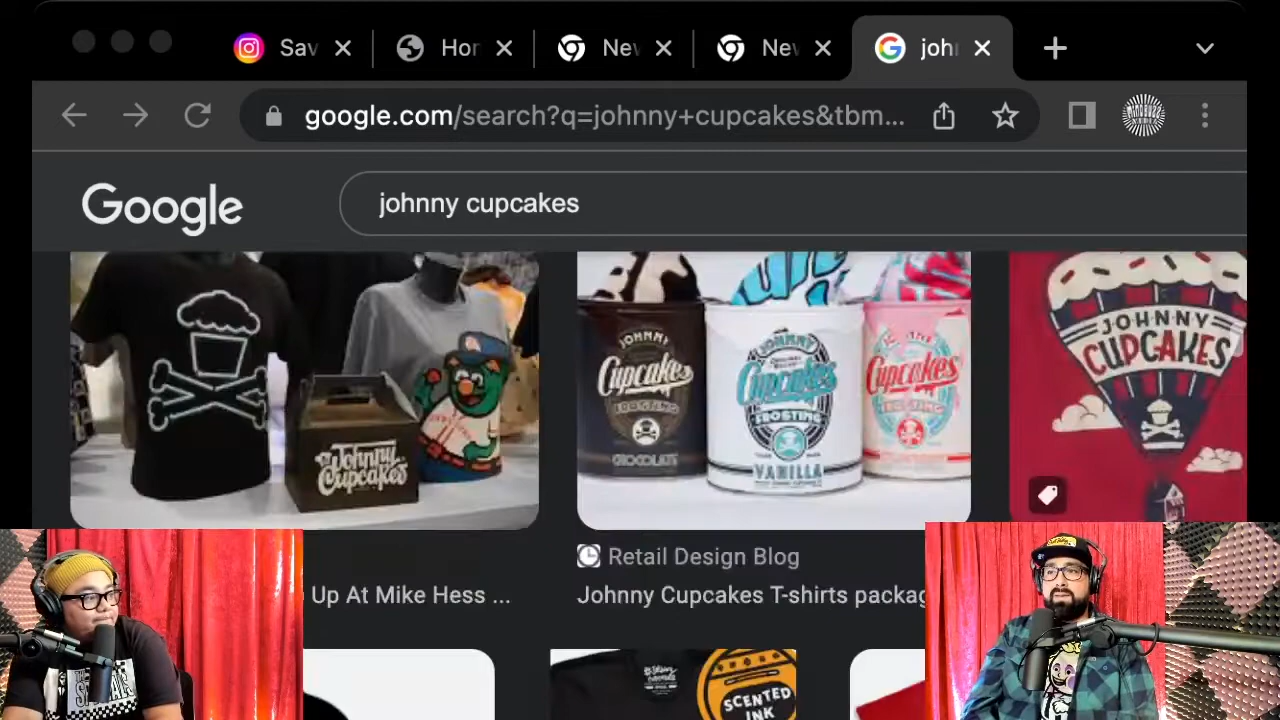 Sav
Hor
Nev
Nev
joh
google.com/search?q=johnny+cupcakes&tbm...
Google
johnny cupcakes
Johnny
Cupcakes
JOHNNY
Cupcakes
FROSTING
CHOCOLATE
JOHNNY
Cupcakes
FROSTING
VANILLA
Cupcakes
FROSTING
JOHNNY
CUPCAKES
Retail Design Blog
Up At Mike Hess ...
Johnny Cupcakes T-shirts packag
SCENTED
INK